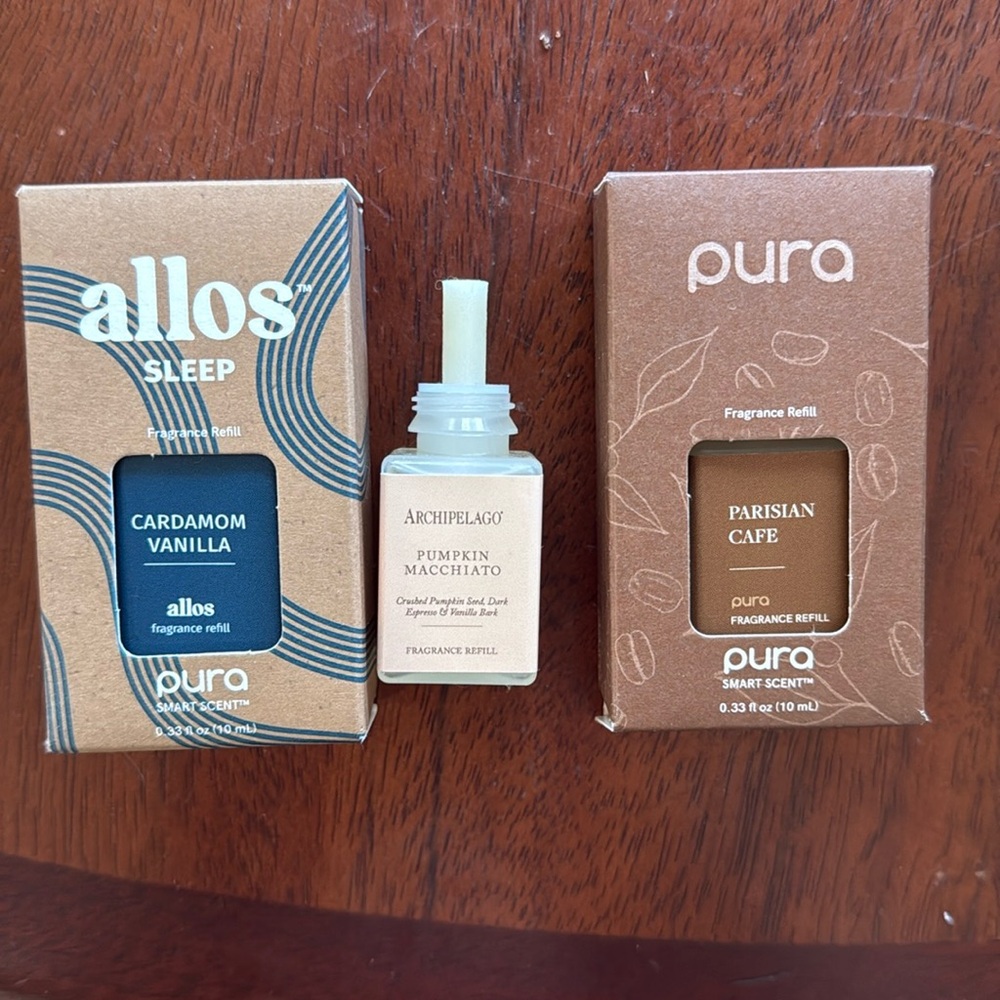 allos™
SLEEP
Fragrance Refill
CARDAMOM
VANILLA
allos
fragrance refill
pura
SMART SCENT™
0.33 fl oz (10 mL)
ARCHIPELAGO®
PUMPKIN
MACCHIATO
Crushed Pumpkin Seed, Dark
Espresso & Vanilla Bark
FRAGRANCE REFILL
pura
Fragrance Refill
PARISIAN
CAFE
pura
FRAGRANCE REFILL
pura
SMART SCENT™
0.33 fl oz (10 mL)